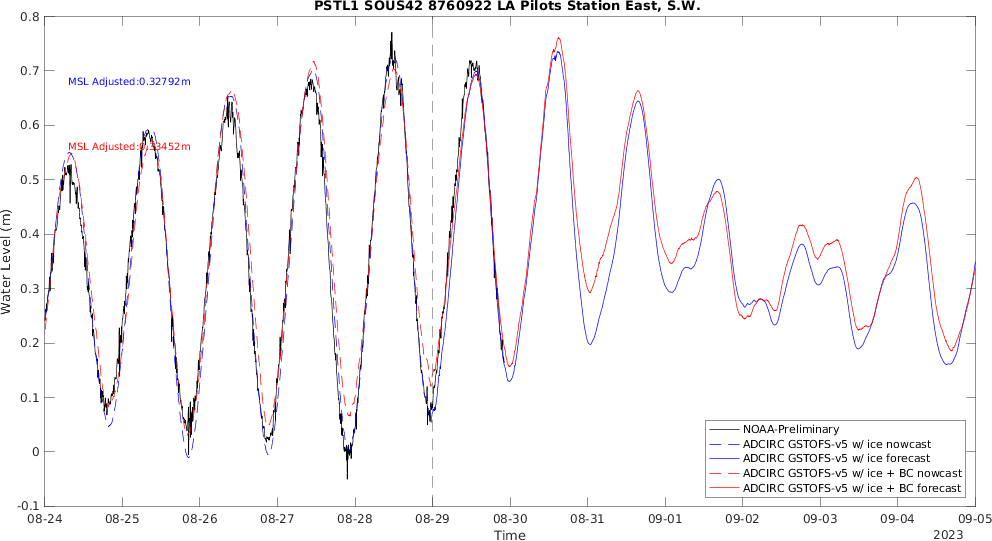 PSTL1 SOUS42 8760922 LA Pilots Station East, S.W.
0.8
0.7
0.6
0.5
0.4
0.3
0.2
0.1
0
-0.1
Water Level (m)
MSL Adjusted:0.32792m
MSL Adjusted:0.33452m
NOAA-Preliminary
ADCIRC GSTOFS-v5 w/ ice nowcast
ADCIRC GSTOFS-v5 w/ ice forecast
ADCIRC GSTOFS-v5 w/ ice + BC nowcast
ADCIRC GSTOFS-v5 w/ ice + BC forecast
08-24 08-25 08-26 08-27 08-28 08-29 08-30 08-31 09-01 09-02 09-03 09-04 09-05
Time
2023